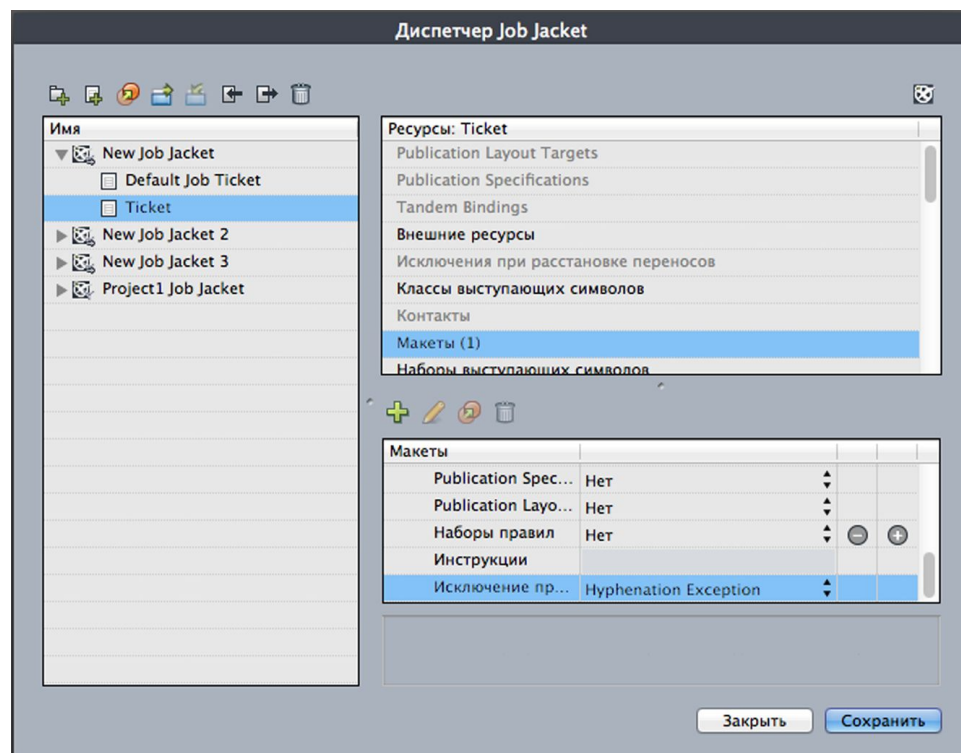 Диспетчер Job Jacket
Имя
New Job Jacket
Default Job Ticket
Ticket
New Job Jacket 2
New Job Jacket 3
Project1 Job Jacket
Ресурсы: Ticket
Publication Layout Targets
Publication Specifications
Tandem Bindings
Внешние ресурсы
Исключения при расстановке переносов
Классы выступающих символов
Контакты
Макеты (1)
Наборы выступающих символов
Макеты
Publication Spec... Нет
Publication Layo... Нет
Наборы правил Нет
Инструкции
Исключение пр... Hyphenation Exception
Закрыть Сохранить